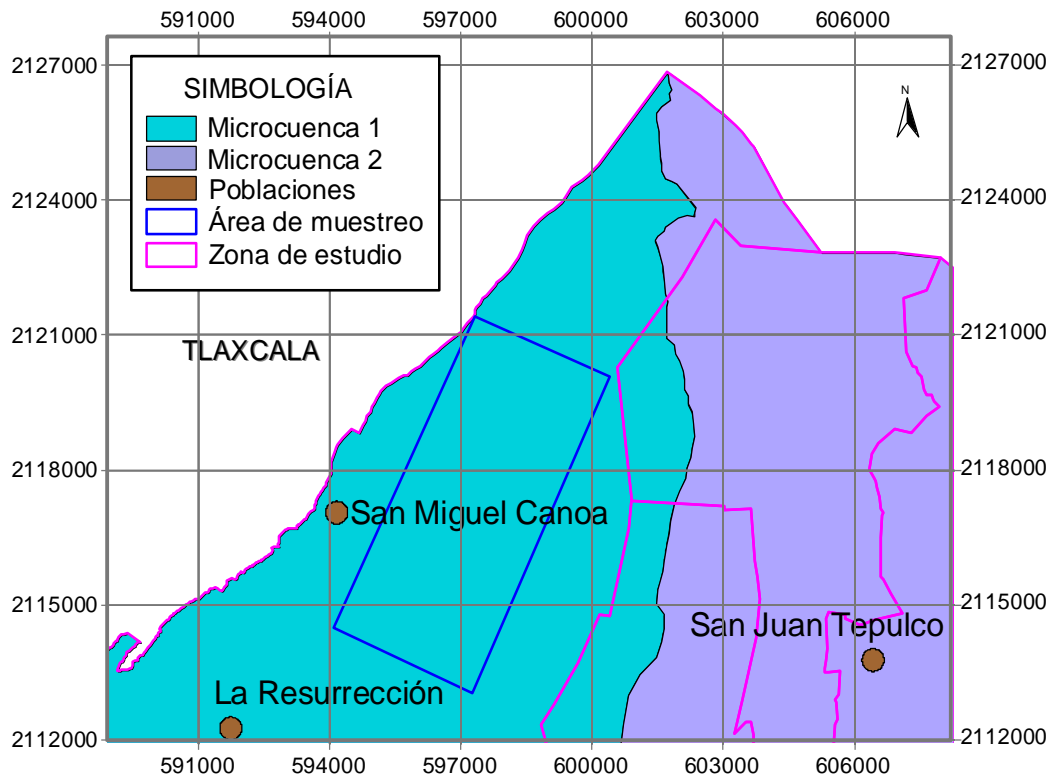 591000 594000 597000 600000 603000 606000
2127000 2127000
SIMBOLOGÍA
N
Microcuenca 1
Microcuenca 2
Poblaciones
2124000 2124000
Área de muestreo
Zona de estudio
2121000 2121000
TLAXCALA
2118000 2118000
San Miguel Canoa
2115000 2115000
San Juan Tepulco
La Resurrección
2112000 2112000
591000 594000 597000 600000 603000 606000